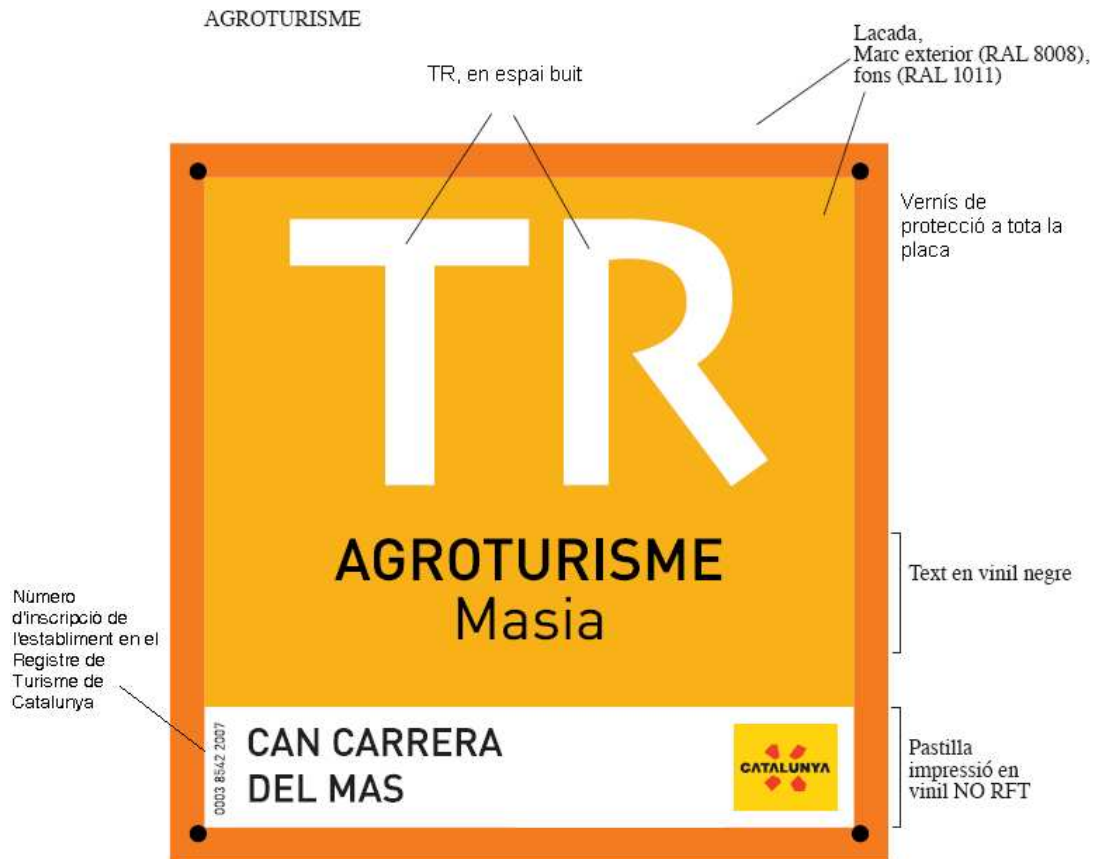 AGROTURISME
Lacada,
Marc exterior (RAL 8008),
fons (RAL 1011)
TR, en espai buit
Vernís de
protecció a tota la
placa
TR
AGROTURISME
Masia
Text en vinil negre
Número
d'inscripció de
l'establiment en el
Registre de
Turisme de
Catalunya
0003 8542 2007
CAN CARRERA
DEL MAS
CATALUNYA
Pastilla
impressió en
vinil NO RFT